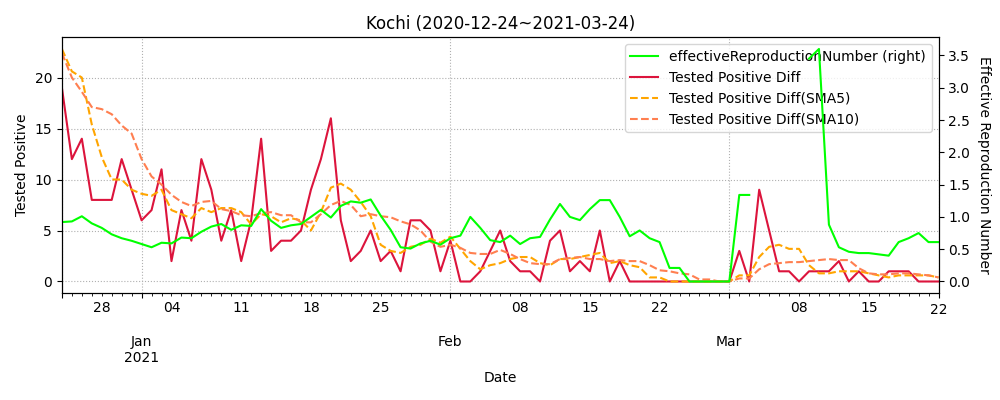 Kochi (2020-12-24~2021-03-24)
effectiveReproductionNumber (right)
Tested Positive Diff
Tested Positive Diff(SMA5)
Tested Positive Diff(SMA10)
Tested Positive
20
15
10
5
0
Effective Reproduction Number
3.5
3.0
2.5
2.0
1.5
1.0
0.5
0.0
28 04 11 18 25 08 15 22 08 15 22
Jan Feb Mar
2021
Date